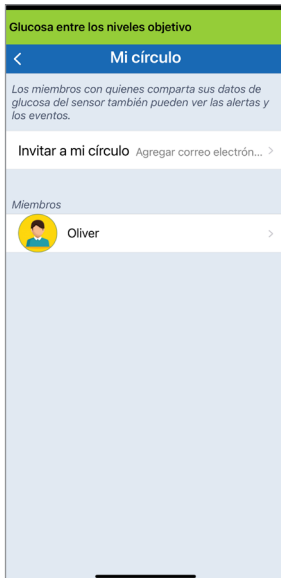 Glucosa entre los niveles objetivo
Mi círculo
Los miembros con quienes comparta sus datos de
glucosa del sensor también pueden ver las alertas y
los eventos.
Invitar a mi círculo Agregar correo electrón...
Miembros
Oliver